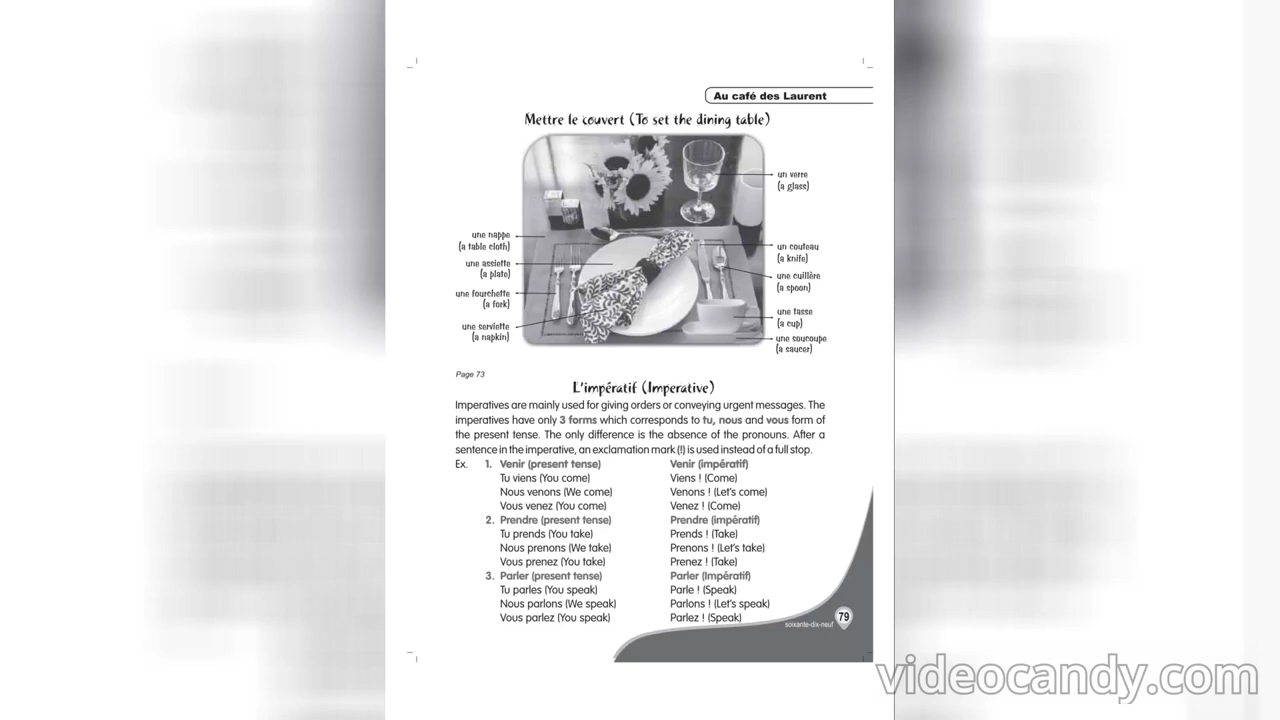 Au café des Laurent
Mettre le couvert (To set the dining table)
un verre
(a glass)
une nappe
(a table cloth)
une assiette
(a plate)
une fourchette
(a fork)
une serviette
(a napkin)
un couteau
(a knife)
une cuillère
(a spoon)
une tasse
(a cup)
une soucoupe
(a saucer)
Page 73
L'impératif (Imperative)
Imperatives are mainly used for giving orders or conveying urgent messages. The
imperatives have only 3 forms which corresponds to tu, nous and vous form of
the present tense. The only difference is the absence of the pronouns. After a
sentence in the imperative, an exclamation mark (!) is used instead of a full stop.
Ex. 1. Venir (present tense) Venir (impératif)
Tu viens (You come) Viens ! (Come)
Nous venons (We come) Venons ! (Let's come)
Vous venez (You come) Venez ! (Come)
2. Prendre (present tense) Prendre (impératif)
Tu prends (You take) Prends ! (Take)
Nous prenons (We take) Prenons ! (Let's take)
Vous prenez (You take) Prenez ! (Take)
3. Parler (present tense) Parler (Impératif)
Tu parles (You speak) Parle ! (Speak)
Nous parlons (We speak) Parlons ! (Let's speak)
Vous parlez (You speak) Parlez ! (Speak)
soixante-dix-neuf 79
videocandy.com